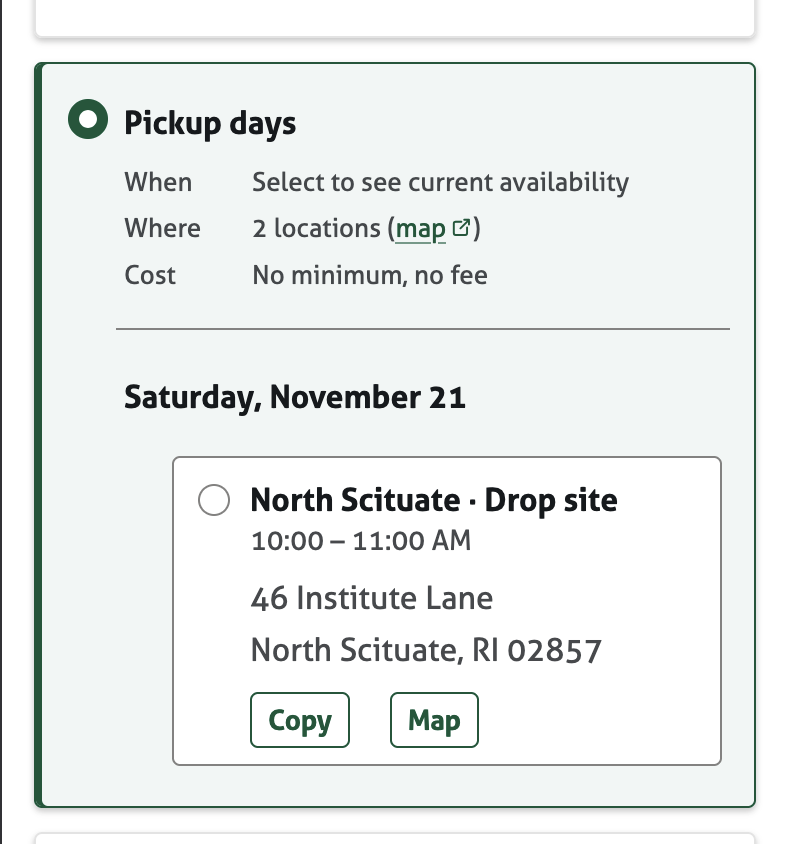 Pickup days
When Select to see current availability
Where 2 locations (map)
Cost No minimum, no fee
Saturday, November 21
North Scituate · Drop site
10:00 – 11:00 AM
46 Institute Lane
North Scituate, RI 02857
Copy Map